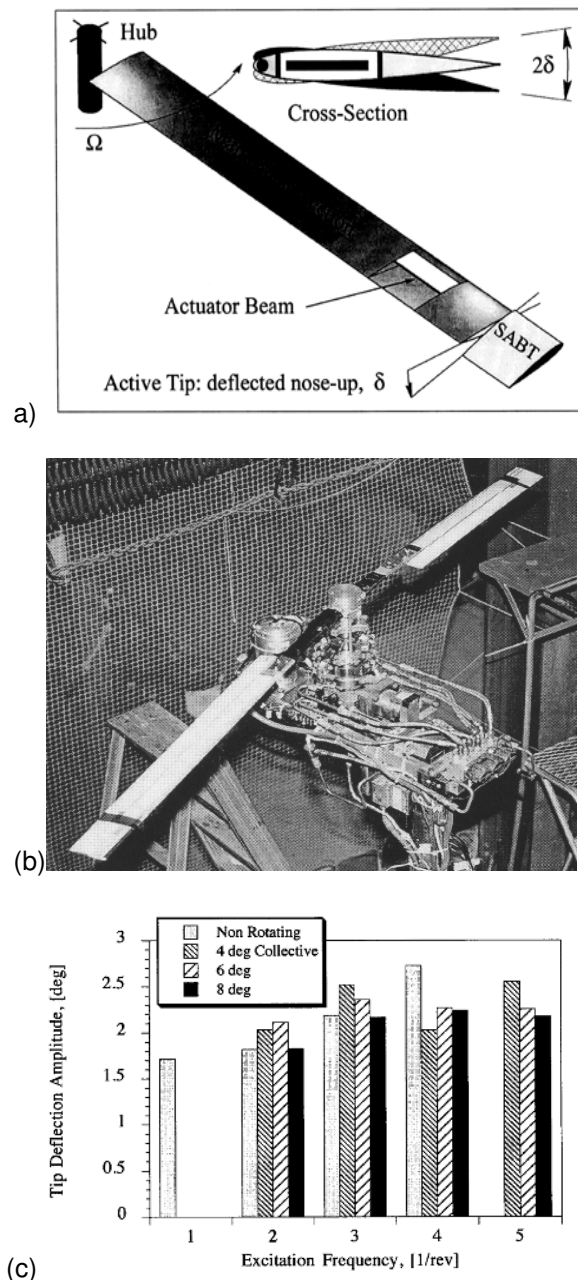 Hub
2δ
Cross-Section
Ω
Actuator Beam
SABT
Active Tip: deflected nose-up, δ
a)
(b)
Non Rotating
4 deg Collective
6 deg
8 deg
3
2.5
2
1.5
1
0.5
0
Tip Deflection Amplitude, [deg]
1 2 3 4 5
Excitation Frequency, [1/rev]
(c)